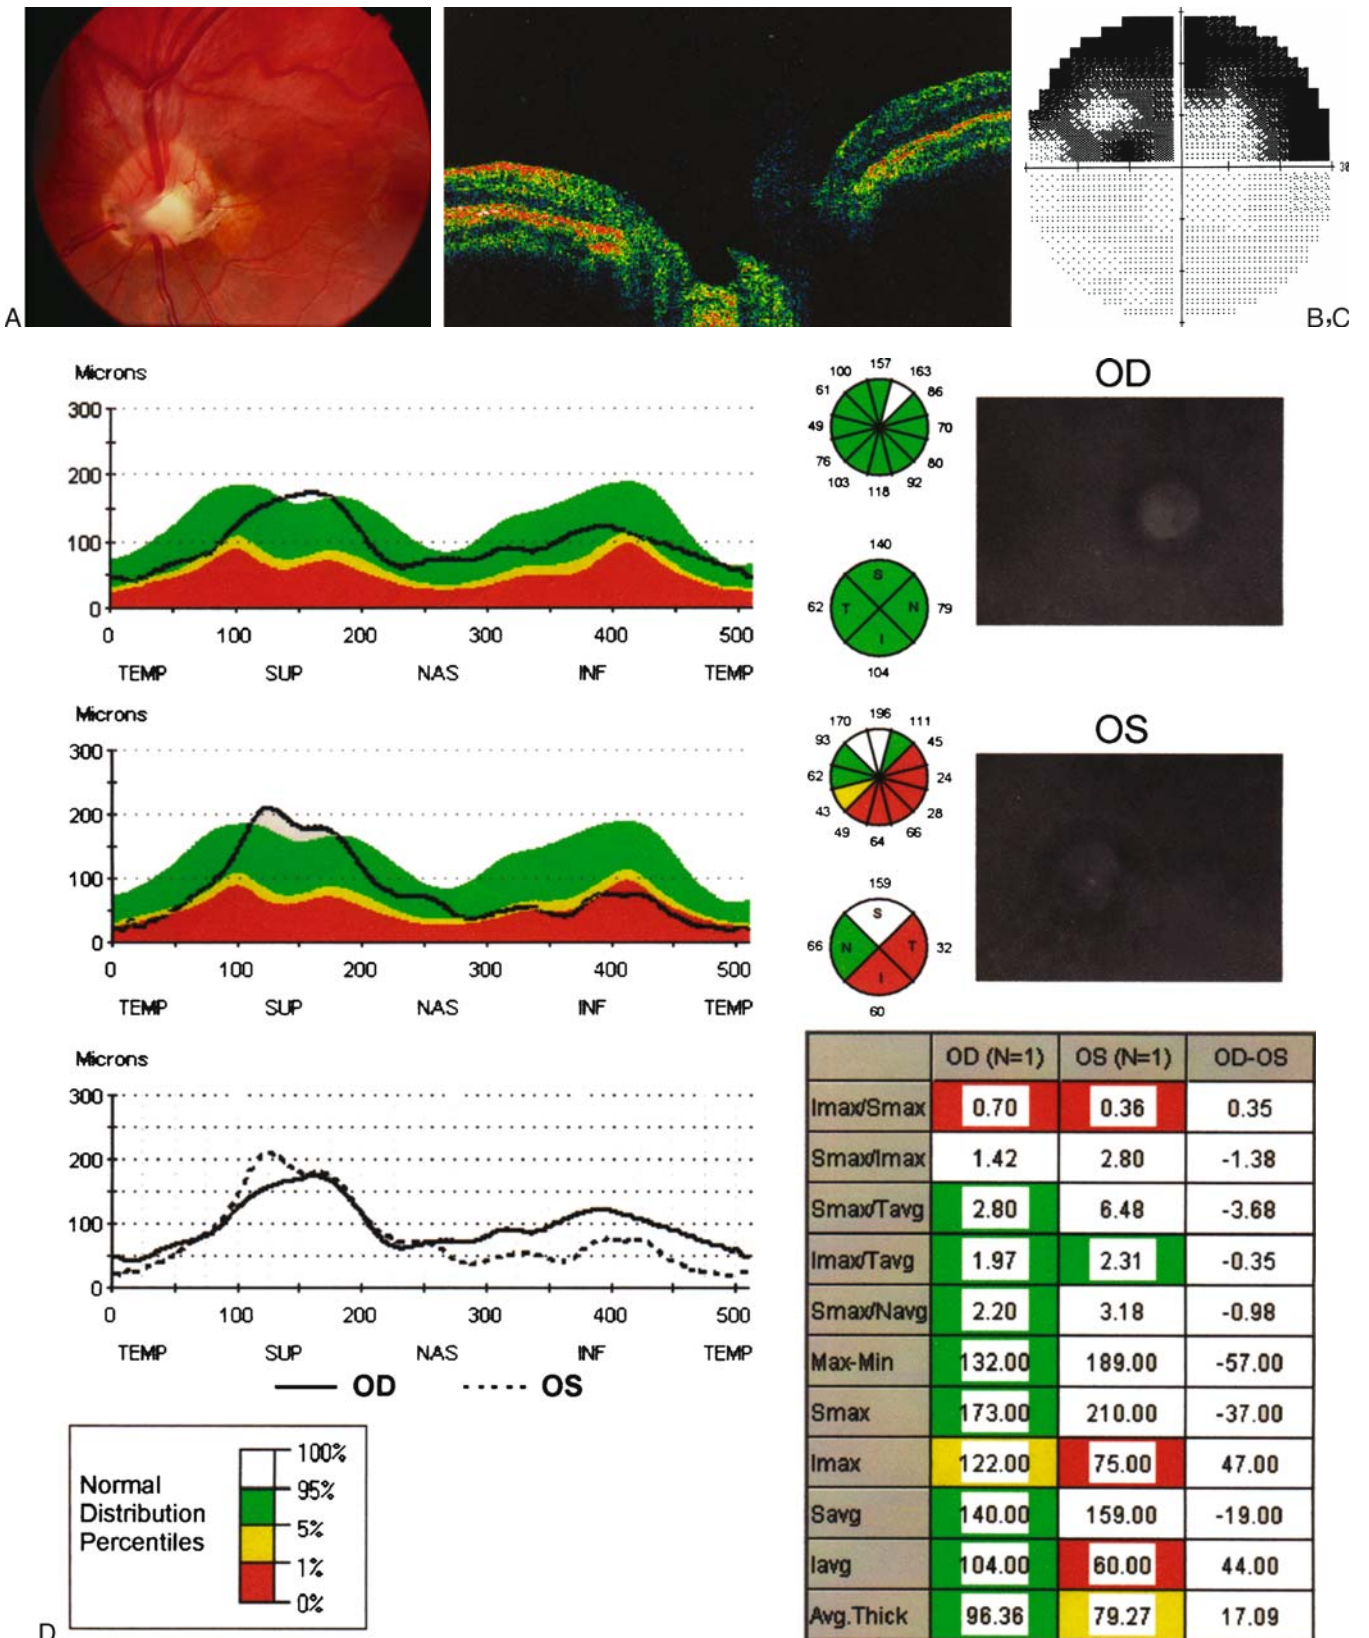 A
30
B,C
Microns
300
200
100
0
0 100 200 300 400 500
TEMP SUP NAS INF TEMP
100 157 163
61 86
49 70
76 80
103 118 92
140
62 S T N I 79
104
OD
Microns
300
200
100
0
0 100 200 300 400 500
TEMP SUP NAS INF TEMP
170 196 111
93 45
62 24
43 28
49 64 66
159
66 S N T I 32
60
OS
Microns
300
200
100
0
0 100 200 300 400 500
TEMP SUP NAS INF TEMP
OD OS
Normal
Distribution
Percentiles
100%
95%
5%
1%
0%
OD (N=1) OS (N=1) OD-OS
Imax/Smax 0.70 0.36 0.35
Smax/Imax 1.42 2.80 -1.38
Smax/Tavg 2.80 6.48 -3.68
Imax/Tavg 1.97 2.31 -0.35
Smax/Navg 2.20 3.18 -0.98
Max-Min 132.00 189.00 -57.00
Smax 173.00 210.00 -37.00
Imax 122.00 75.00 47.00
Savg 140.00 159.00 -19.00
Iavg 104.00 60.00 44.00
Avg.Thick 96.36 79.27 17.09
D